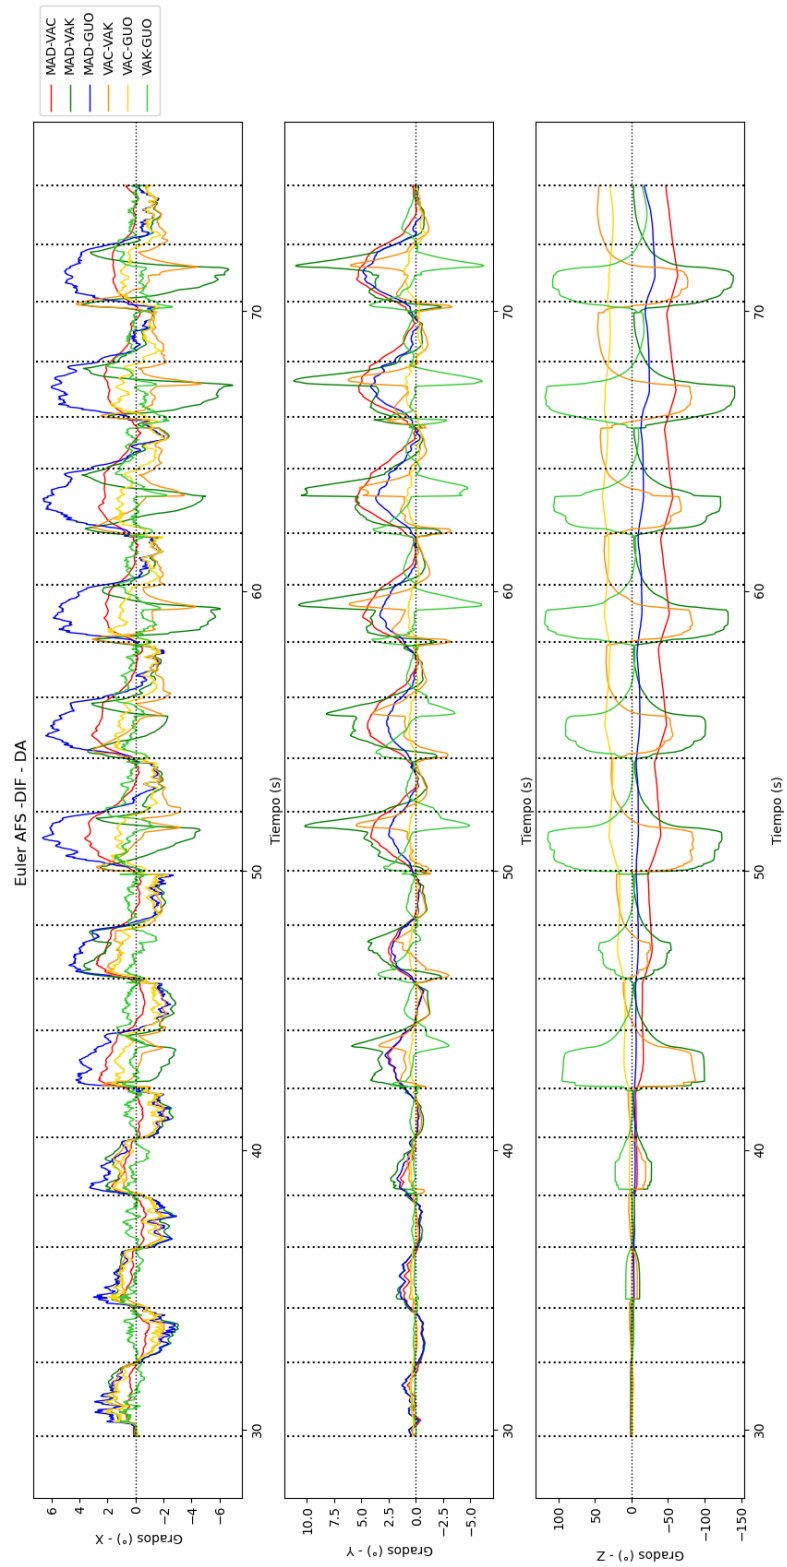 Euler AFS -DIF - DA
MAD-VAC
MAD-VAK
MAD-GUO
VAC-VAK
VAC-GUO
VAK-GUO
Grados (°) - X
6
4
2
0
−2
−4
−6
30
40
50
60
70
Tiempo (s)
Grados (°) - Y
10.0
7.5
5.0
2.5
0.0
−2.5
−5.0
30
40
50
60
70
Tiempo (s)
Grados (°) - Z
100
50
0
−50
−100
−150
30
40
50
60
70
Tiempo (s)